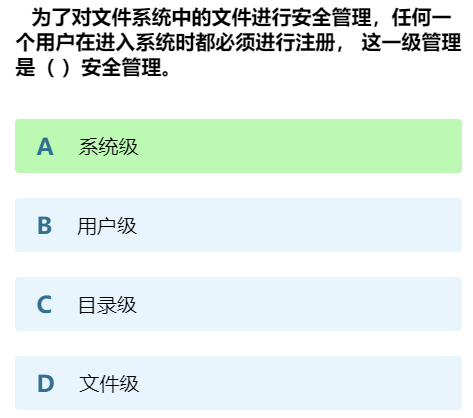 为了对文件系统中的文件进行安全管理，任何一
个用户在进入系统时都必须进行注册， 这一级管理
是（ ）安全管理。
A 系统级
B 用户级
C 目录级
D 文件级